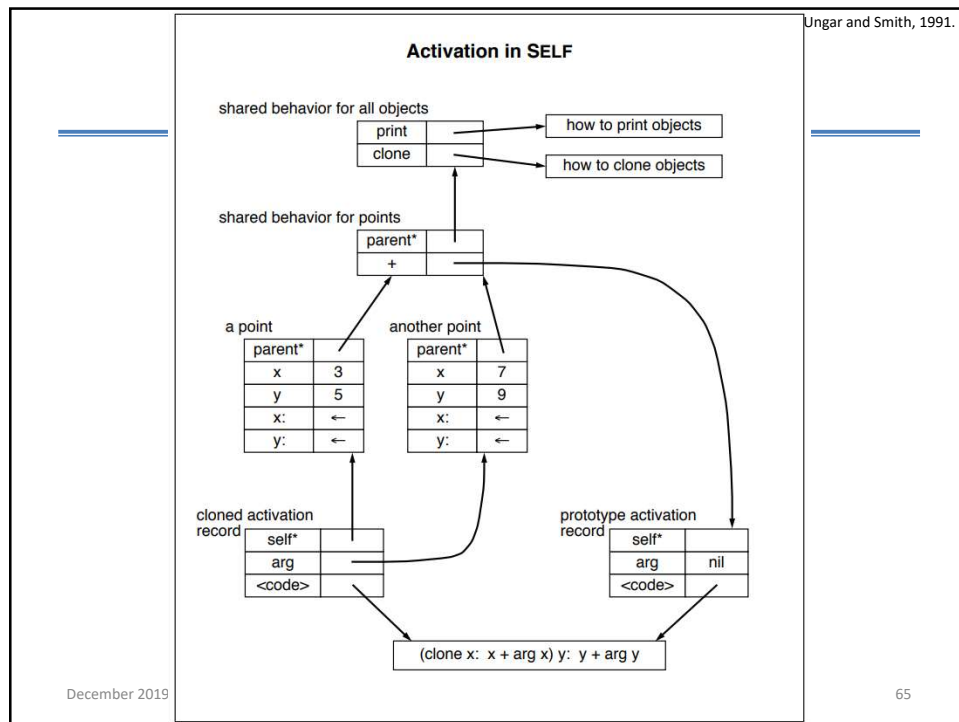 Ungar and Smith, 1991.
Activation in SELF
shared behavior for all objects
print
how to print objects
clone
how to clone objects
shared behavior for points
parent*
+
a point
another point
parent*
x 3
y 5
x: ←
y: ←
parent*
x 7
y 9
x: ←
y: ←
cloned activation
record
self*
arg
<code>
prototype activation
record
self*
arg nil
<code>
(clone x: x + arg x) y: y + arg y
December 2019
65